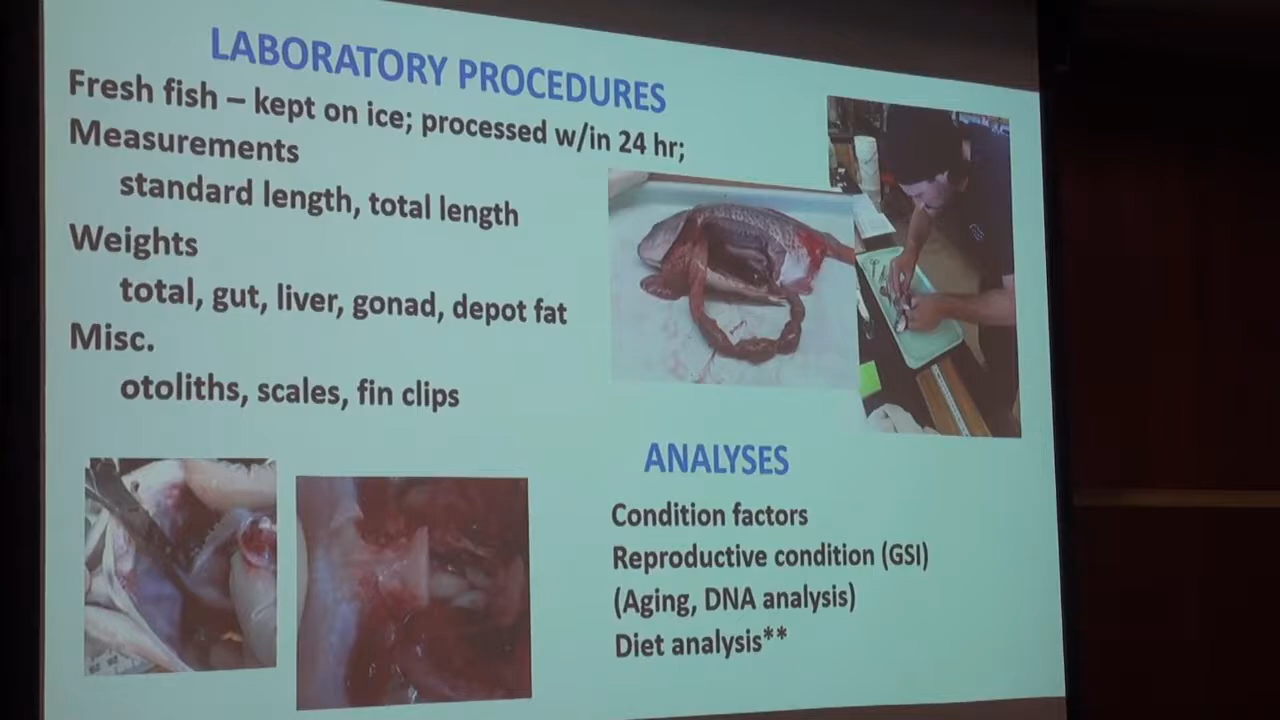 LABORATORY PROCEDURES
Fresh fish – kept on ice; processed w/in 24 hr;
Measurements
standard length, total length
Weights
total, gut, liver, gonad, depot fat
Misc.
otoliths, scales, fin clips
ANALYSES
Condition factors
Reproductive condition (GSI)
(Aging, DNA analysis)
Diet analysis**